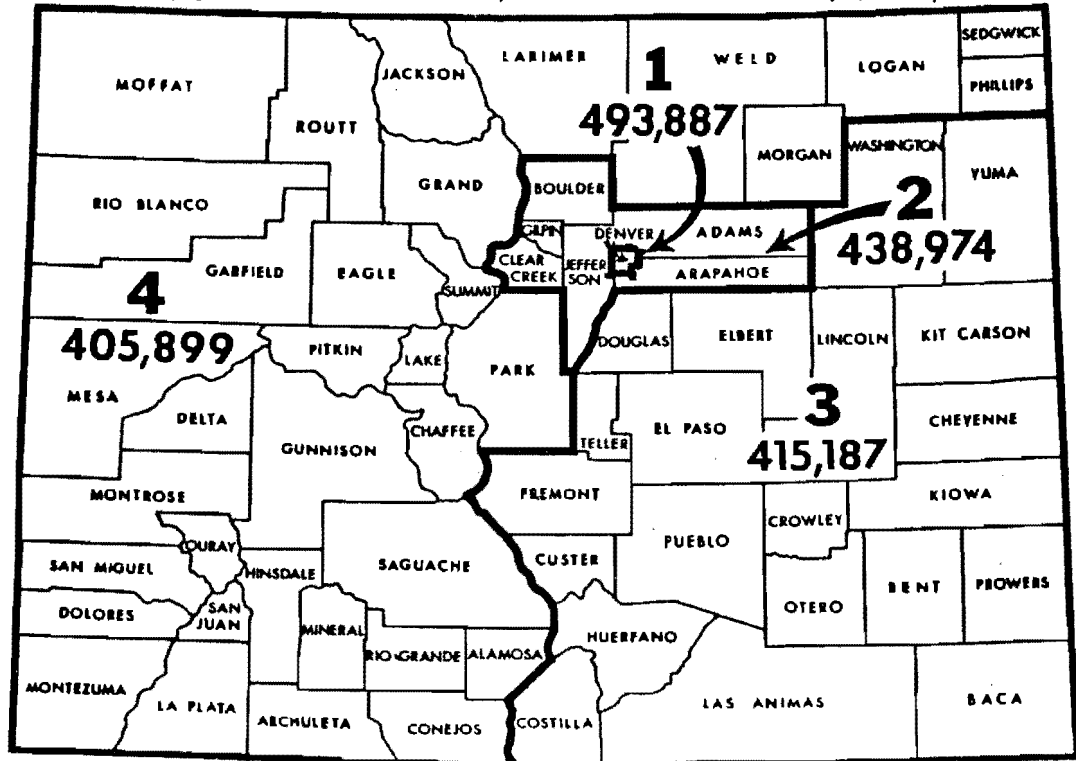 MOFFAT
ROUTT
JACKSON
LARIMER
WELD
LOGAN
SEDGWICK
PHILLIPS
1
493,887
MORGAN
WASHINGTON
YUMA
RIO BLANCO
GRAND
BOULDER
GILPIN
DENVER
ADAMS
2
438,974
GARFIELD
EAGLE
CLEAR
CREEK
JEFFER
SON
ARAPAHOE
SUMMIT
4
405,899
PITKIN
LAKE
PARK
DOUGLAS
ELBERT
LINCOLN
KIT CARSON
MESA
DELTA
GUNNISON
CHAFFEE
TELLER
EL PASO
3
415,187
CHEYENNE
MONTROSE
FREMONT
CROWLEY
KIOWA
OURAY
SAN MIGUEL
HINSDALE
SAGUACHE
CUSTER
PUEBLO
OTERO
BENT
PROWERS
DOLORES
SAN
JUAN
MINERAL
RIO GRANDE
ALAMOSA
HUERFANO
MONTEZUMA
LA PLATA
ARCHULETA
CONEJOS
COSTILLA
LAS ANIMAS
BACA